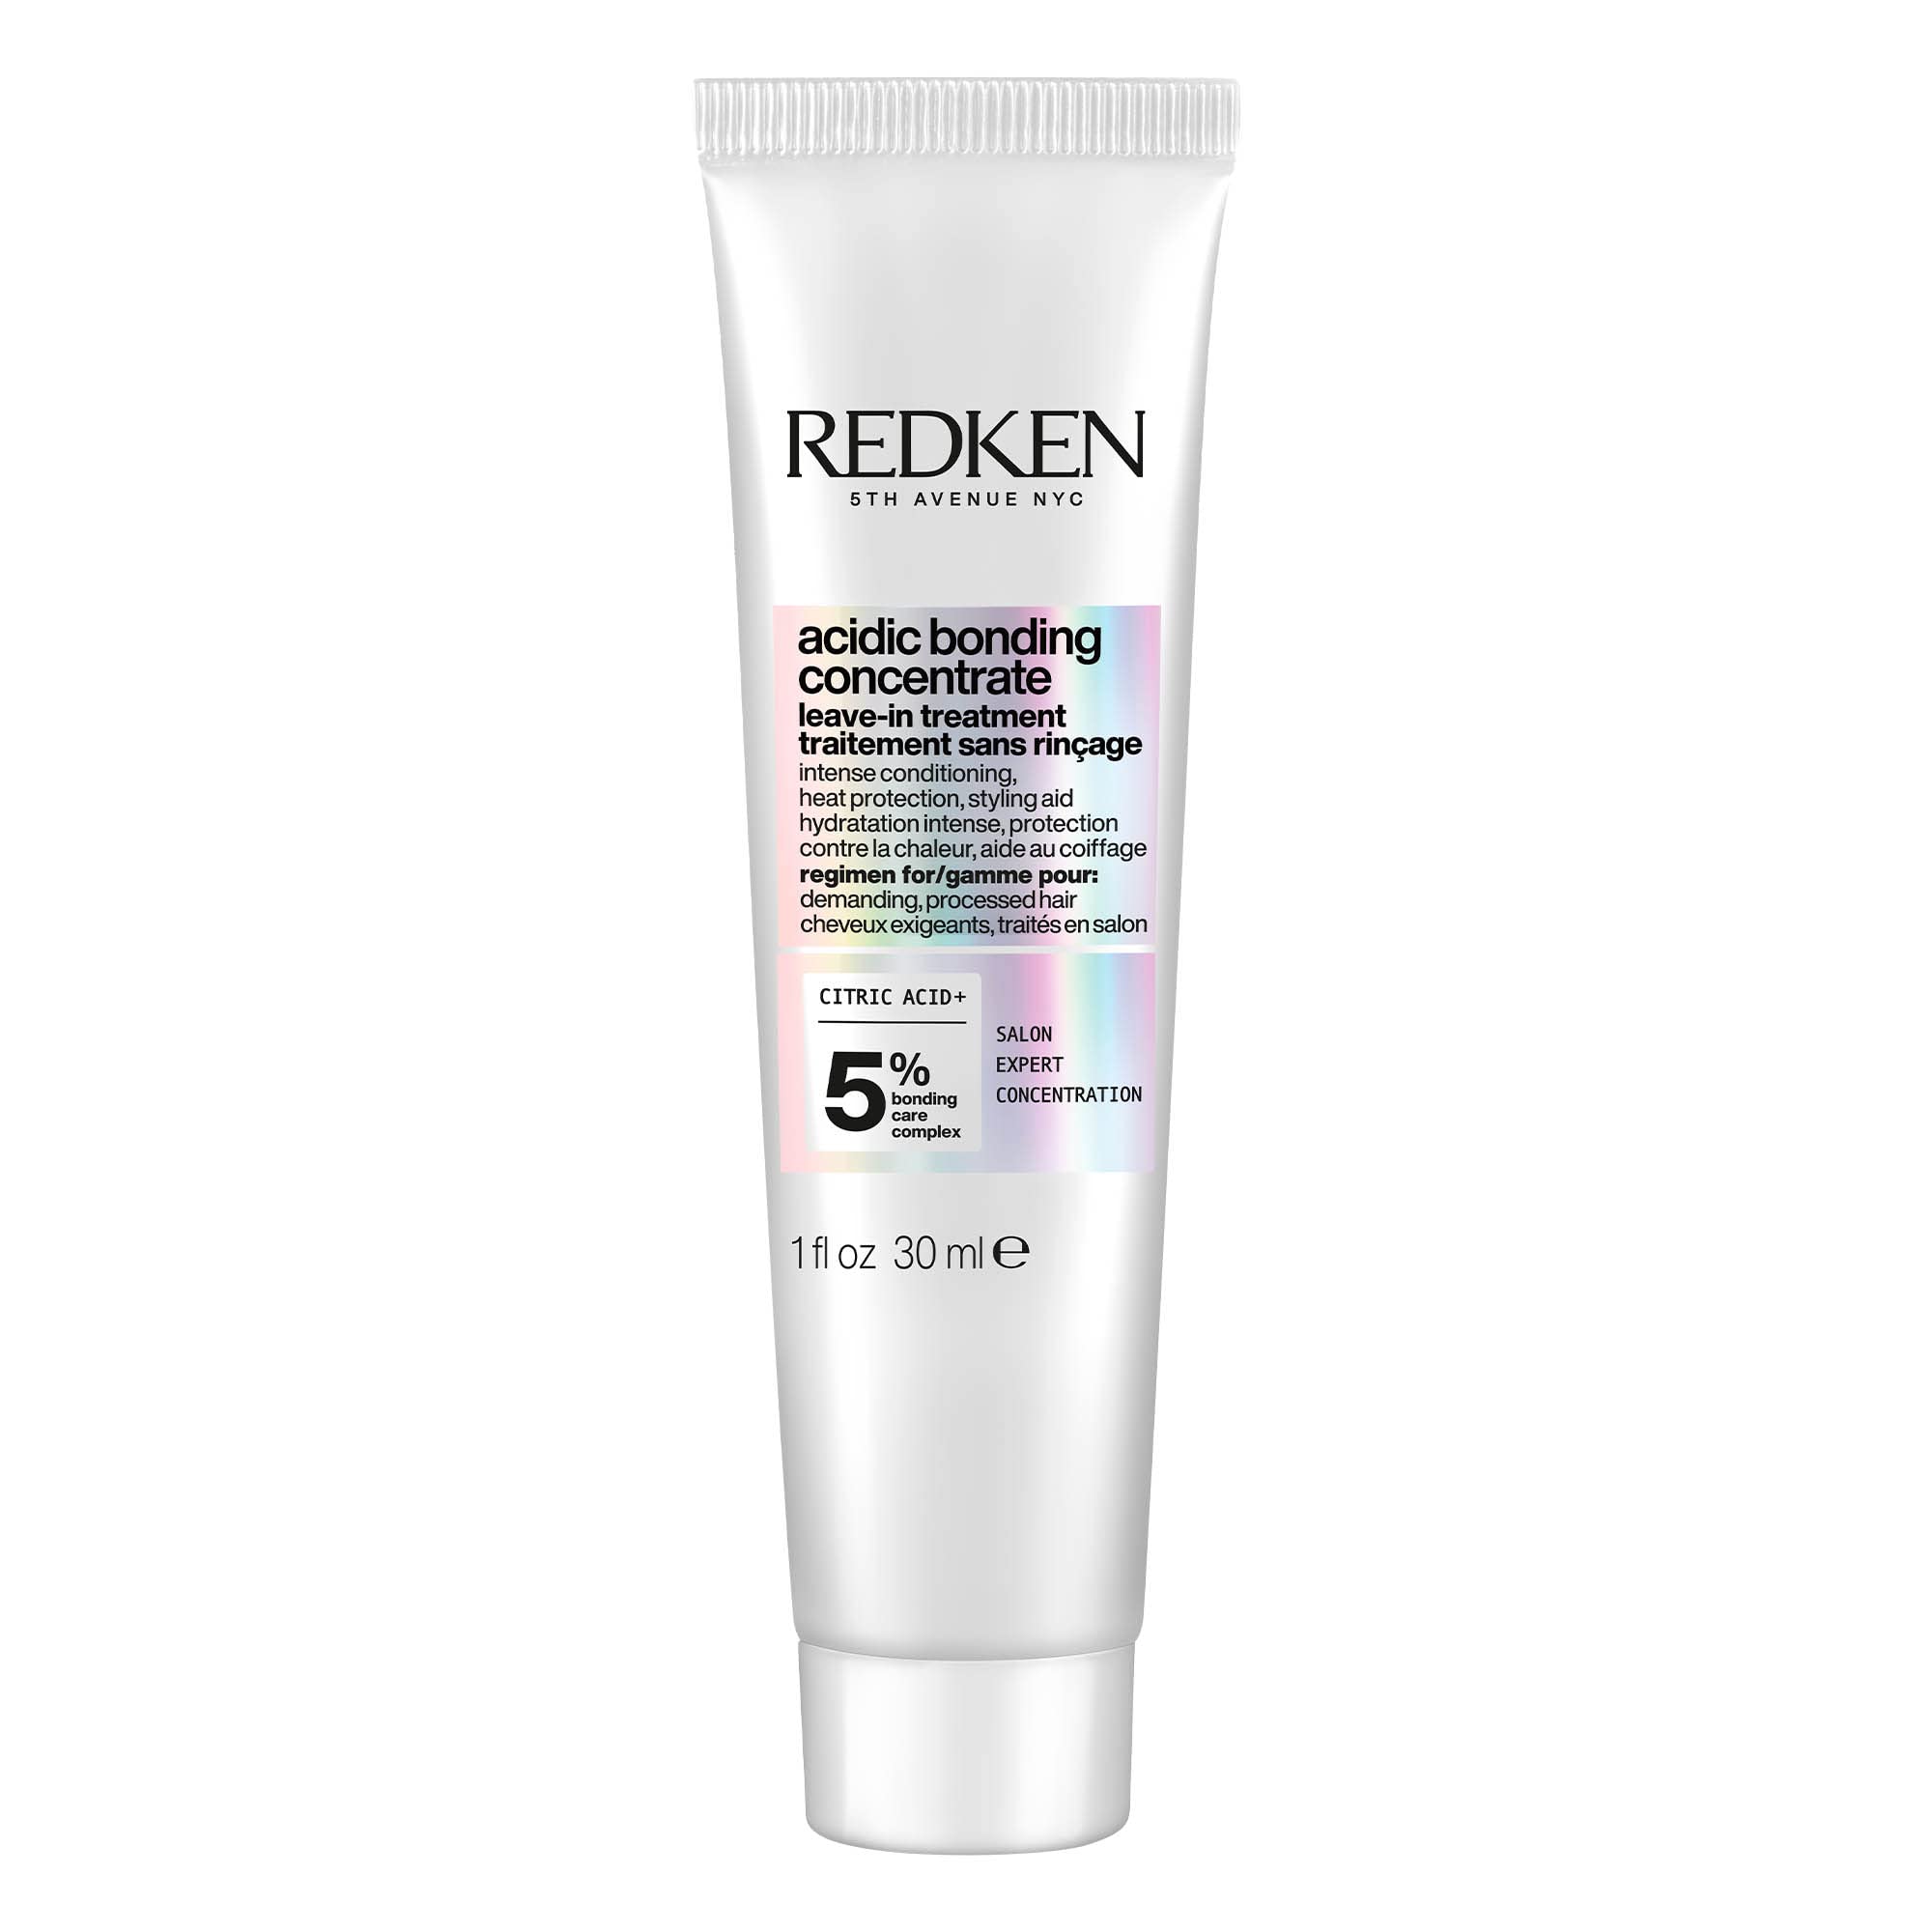 REDKEN
5TH AVENUE NYC
acidic bonding
concentrate
leave-in treatment
traitement sans rinçage
intense conditioning,
heat protection, styling aid
hydratation intense, protection
contre la chaleur, aide au coiffage
regimen for/gamme pour:
demanding, processed hair
cheveux exigeants, traités en salon
CITRIC ACID+
5%
bonding
care
complex
SALON
EXPERT
CONCENTRATION
1 fl oz 30 ml ℮